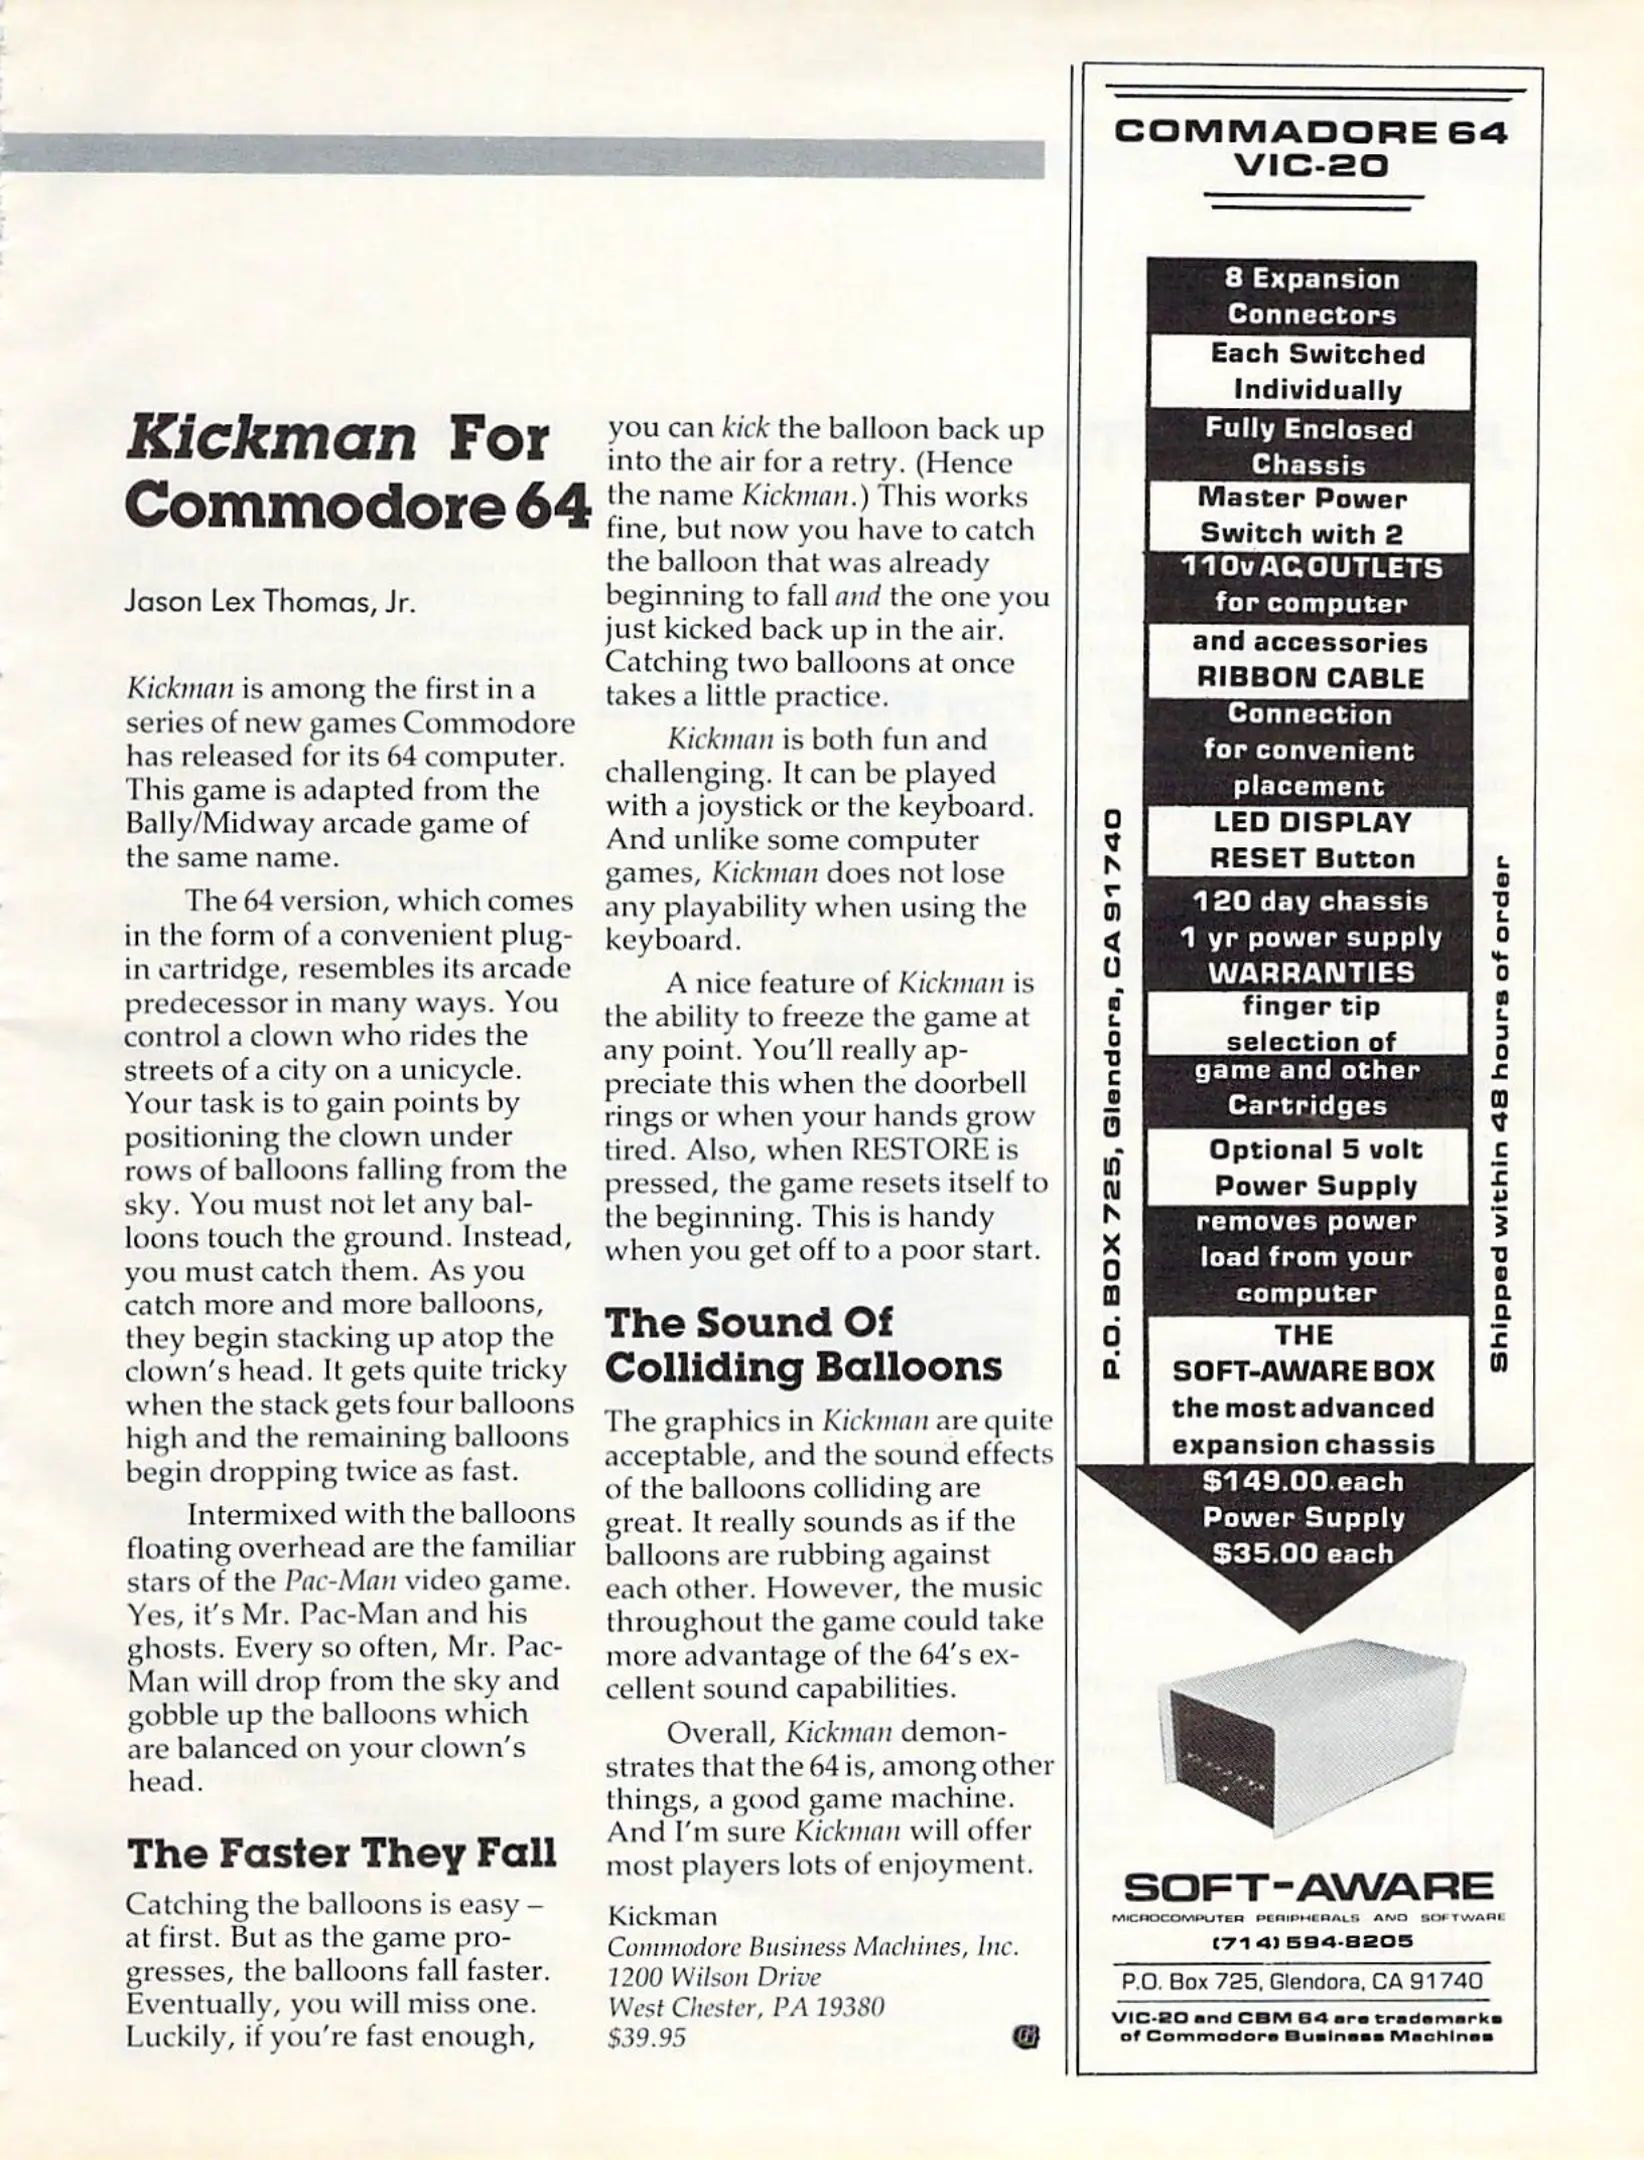 Kickman For
Commodore 64
Jason Lex Thomas, Jr.
Kickman is among the first in a
series of new games Commodore
has released for its 64 computer.
This game is adapted from the
Bally/Midway arcade game of
the same name.
The 64 version, which comes
in the form of a convenient plug-
in cartridge, resembles its arcade
predecessor in many ways. You
control a clown who rides the
streets of a city on a unicycle.
Your task is to gain points by
positioning the clown under
rows of balloons falling from the
sky. You must not let any bal-
loons touch the ground. Instead,
you must catch them. As you
catch more and more balloons,
they begin stacking up atop the
clown's head. It gets quite tricky
when the stack gets four balloons
high and the remaining balloons
begin dropping twice as fast.
Intermixed with the balloons
floating overhead are the familiar
stars of the Pac-Man video game.
Yes, it's Mr. Pac-Man and his
ghosts. Every so often, Mr. Pac-
Man will drop from the sky and
gobble up the balloons which
are balanced on your clown's
head.
The Faster They Fall
Catching the balloons is easy –
at first. But as the game pro-
gresses, the balloons fall faster.
Eventually, you will miss one.
Luckily, if you're fast enough,
you can kick the balloon back up
into the air for a retry. (Hence
the name Kickman.) This works
fine, but now you have to catch
the balloon that was already
beginning to fall and the one you
just kicked back up in the air.
Catching two balloons at once
takes a little practice.
Kickman is both fun and
challenging. It can be played
with a joystick or the keyboard.
And unlike some computer
games, Kickman does not lose
any playability when using the
keyboard.
A nice feature of Kickman is
the ability to freeze the game at
any point. You'll really ap-
preciate this when the doorbell
rings or when your hands grow
tired. Also, when RESTORE is
pressed, the game resets itself to
the beginning. This is handy
when you get off to a poor start.
The Sound Of
Colliding Balloons
The graphics in Kickman are quite
acceptable, and the sound effects
of the balloons colliding are
great. It really sounds as if the
balloons are rubbing against
each other. However, the music
throughout the game could take
more advantage of the 64's ex-
cellent sound capabilities.
Overall, Kickman demon-
strates that the 64 is, among other
things, a good game machine.
And I'm sure Kickman will offer
most players lots of enjoyment.
Kickman
Commodore Business Machines, Inc.
1200 Wilson Drive
West Chester, PA 19380
$39.95
G
COMMADORE 64
VIC-20
8 Expansion
Connectors
Each Switched
Individually
Fully Enclosed
Chassis
Master Power
Switch with 2
110v AC OUTLETS
for computer
and accessories
RIBBON CABLE
Connection
for convenient
placement
LED DISPLAY
RESET Button
120 day chassis
1 yr power supply
WARRANTIES
finger tip
selection of
game and other
Cartridges
Optional 5 volt
Power Supply
removes power
load from your
computer
THE
SOFT-AWARE BOX
the most advanced
expansion chassis
$149.00.each
Power Supply
$35.00 each
P.O. BOX 725, Glendora, CA 91740
Shipped within 48 hours of order
SOFT-AWARE
MICROCOMPUTER PERIPHERALS AND SOFTWARE
(714) 594-8205
P.O. Box 725, Glendora, CA 91740
VIC-20 and CBM 64 are trademarks
of Commodore Business Machines